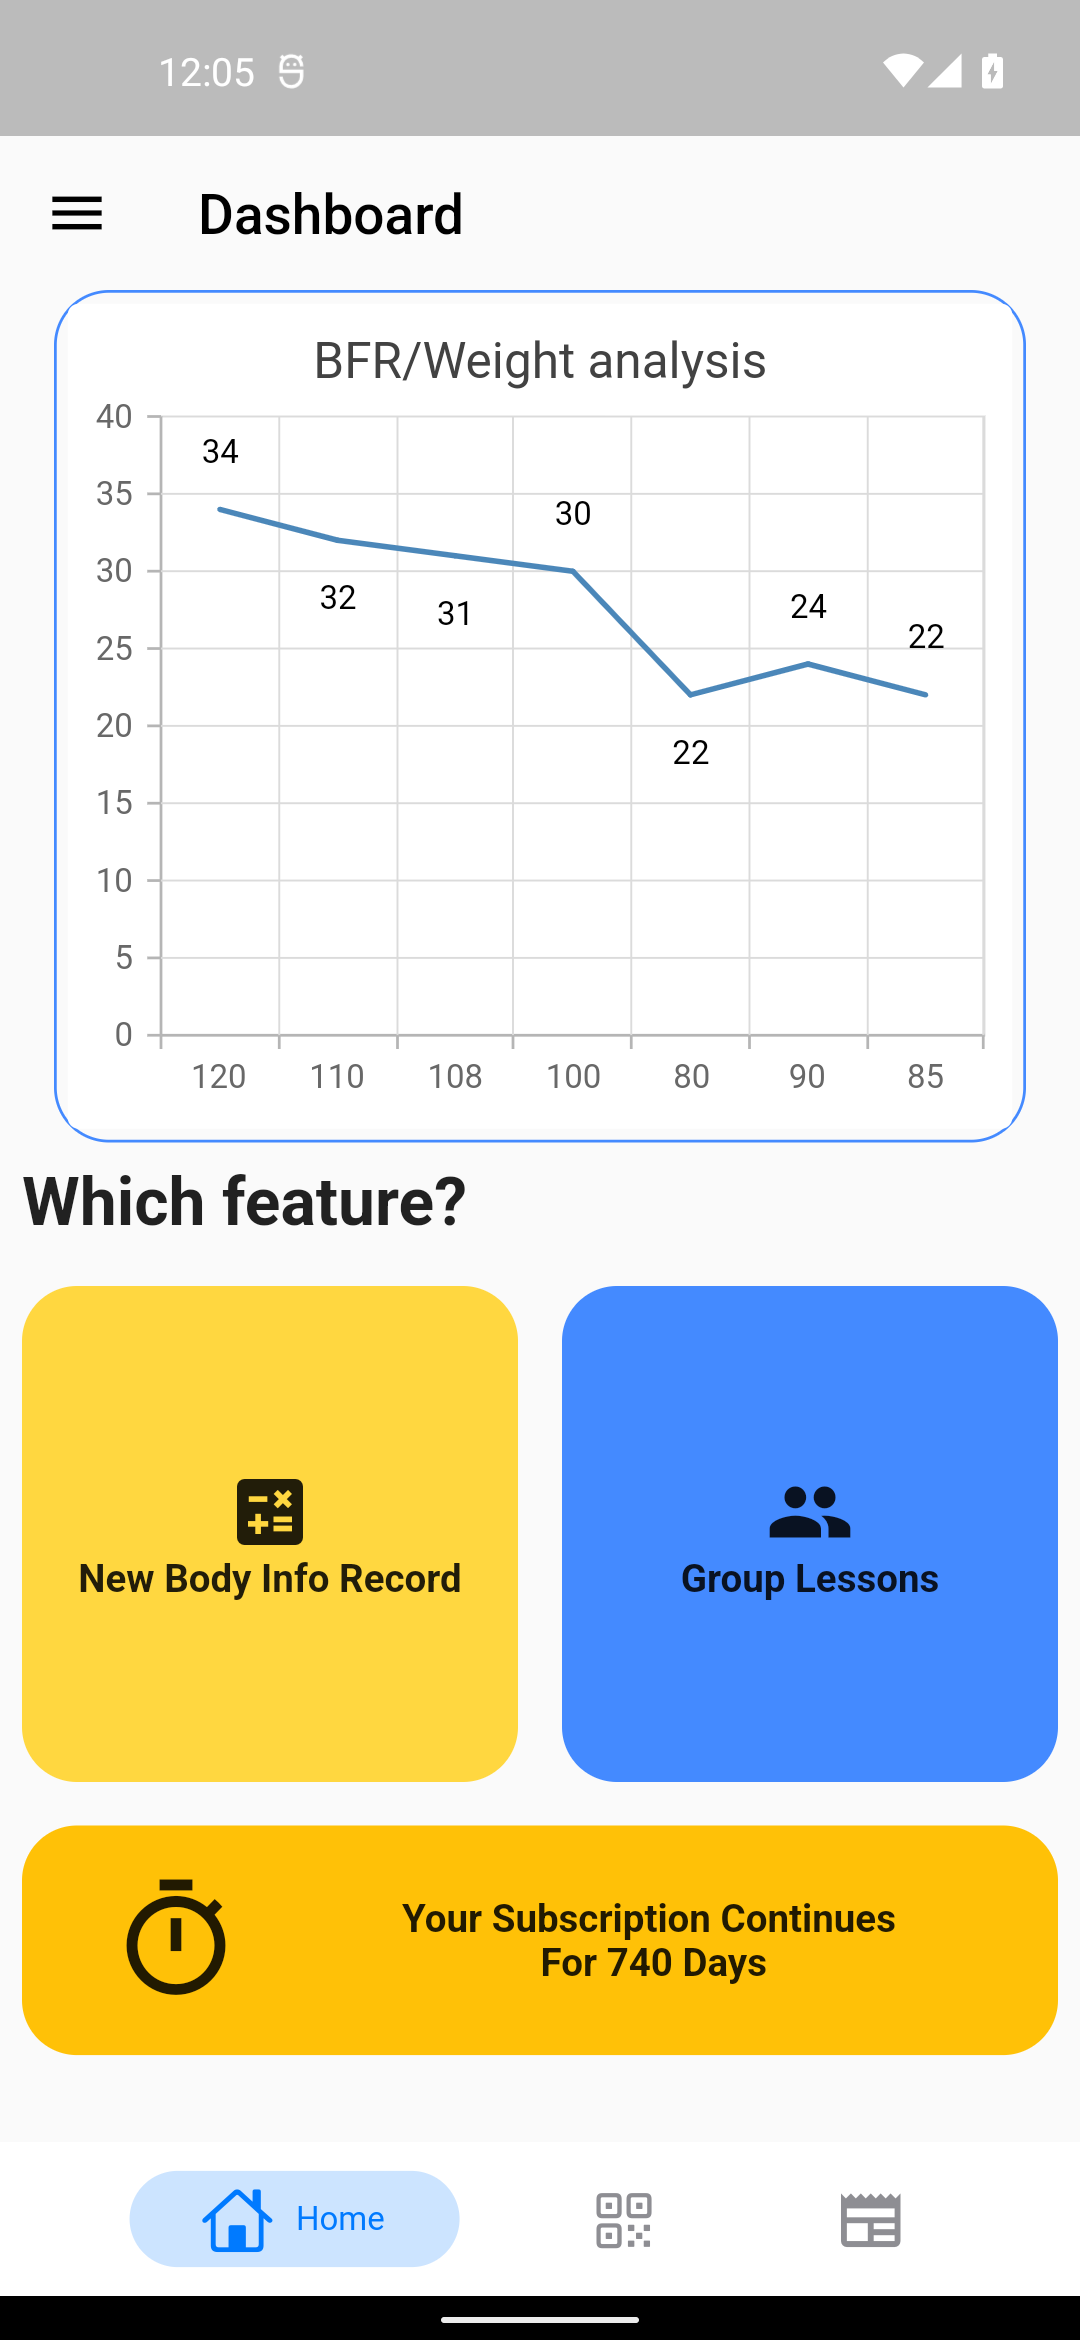 12:05
Dashboard
BFR/Weight analysis
40
35
30
25
20
15
10
5
0
34
32
31
30
22
24
22
120 110 108 100 80 90 85
Which feature?
New Body Info Record
Group Lessons
Your Subscription Continues
For 740 Days
Home